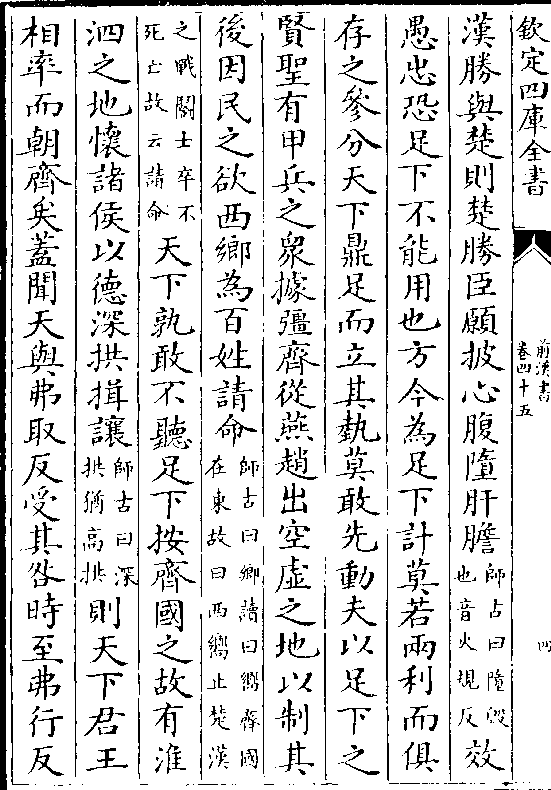 欽定四庫全書
前漢書
卷四十五
四
漢勝與楚則楚勝臣願披心腹墮肝膽師古曰墮毁也音火規反效
愚忠恐足下不能用也方今為足下計莫若兩利而俱
存之參分天下鼎足而立其埶莫敢先動夫以足下之
賢聖有甲兵之衆據彊齊從燕趙出空虛之地以制其
後因民之欲西鄉為百姓請命師古曰鄉讀曰嚮齊國在東故曰西嚮止楚漢
之戰鬭士卒不死亡故云請命天下孰敢不聽足下按齊國之故有淮
泗之地懷諸侯以德深拱揖讓師古曰深拱猶高拱則天下君王
相率而朝齊矣蓋聞天與弗取反受其咎時至弗行反